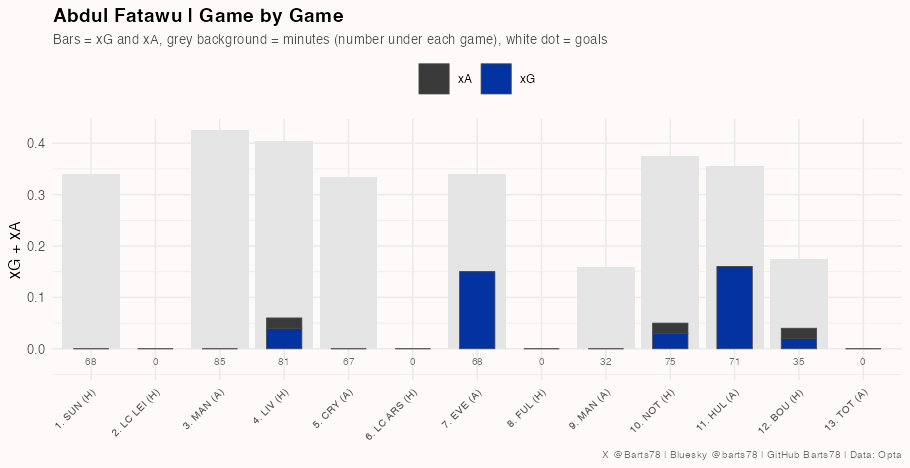 Abdul Fatawu | Game by Game
Bars = xG and xA, grey background = minutes (number under each game), white dot = goals
xA xG
xG + xA
0.4
0.3
0.2
0.1
0.0
68 0 85 81 67 0 68 0 32 75 71 35 0
1. SUN (H)
2. LC LEI (H)
3. MAN (A)
4. LIV (H)
5. CRY (A)
6. LC ARS (H)
7. EVE (A)
8. FUL (H)
9. MAN (A)
10. NOT (H)
11. HUL (A)
12. BOU (H)
13. TOT (A)
X @Barts78 | Bluesky @barts78 | GitHub Barts78 | Data: Opta